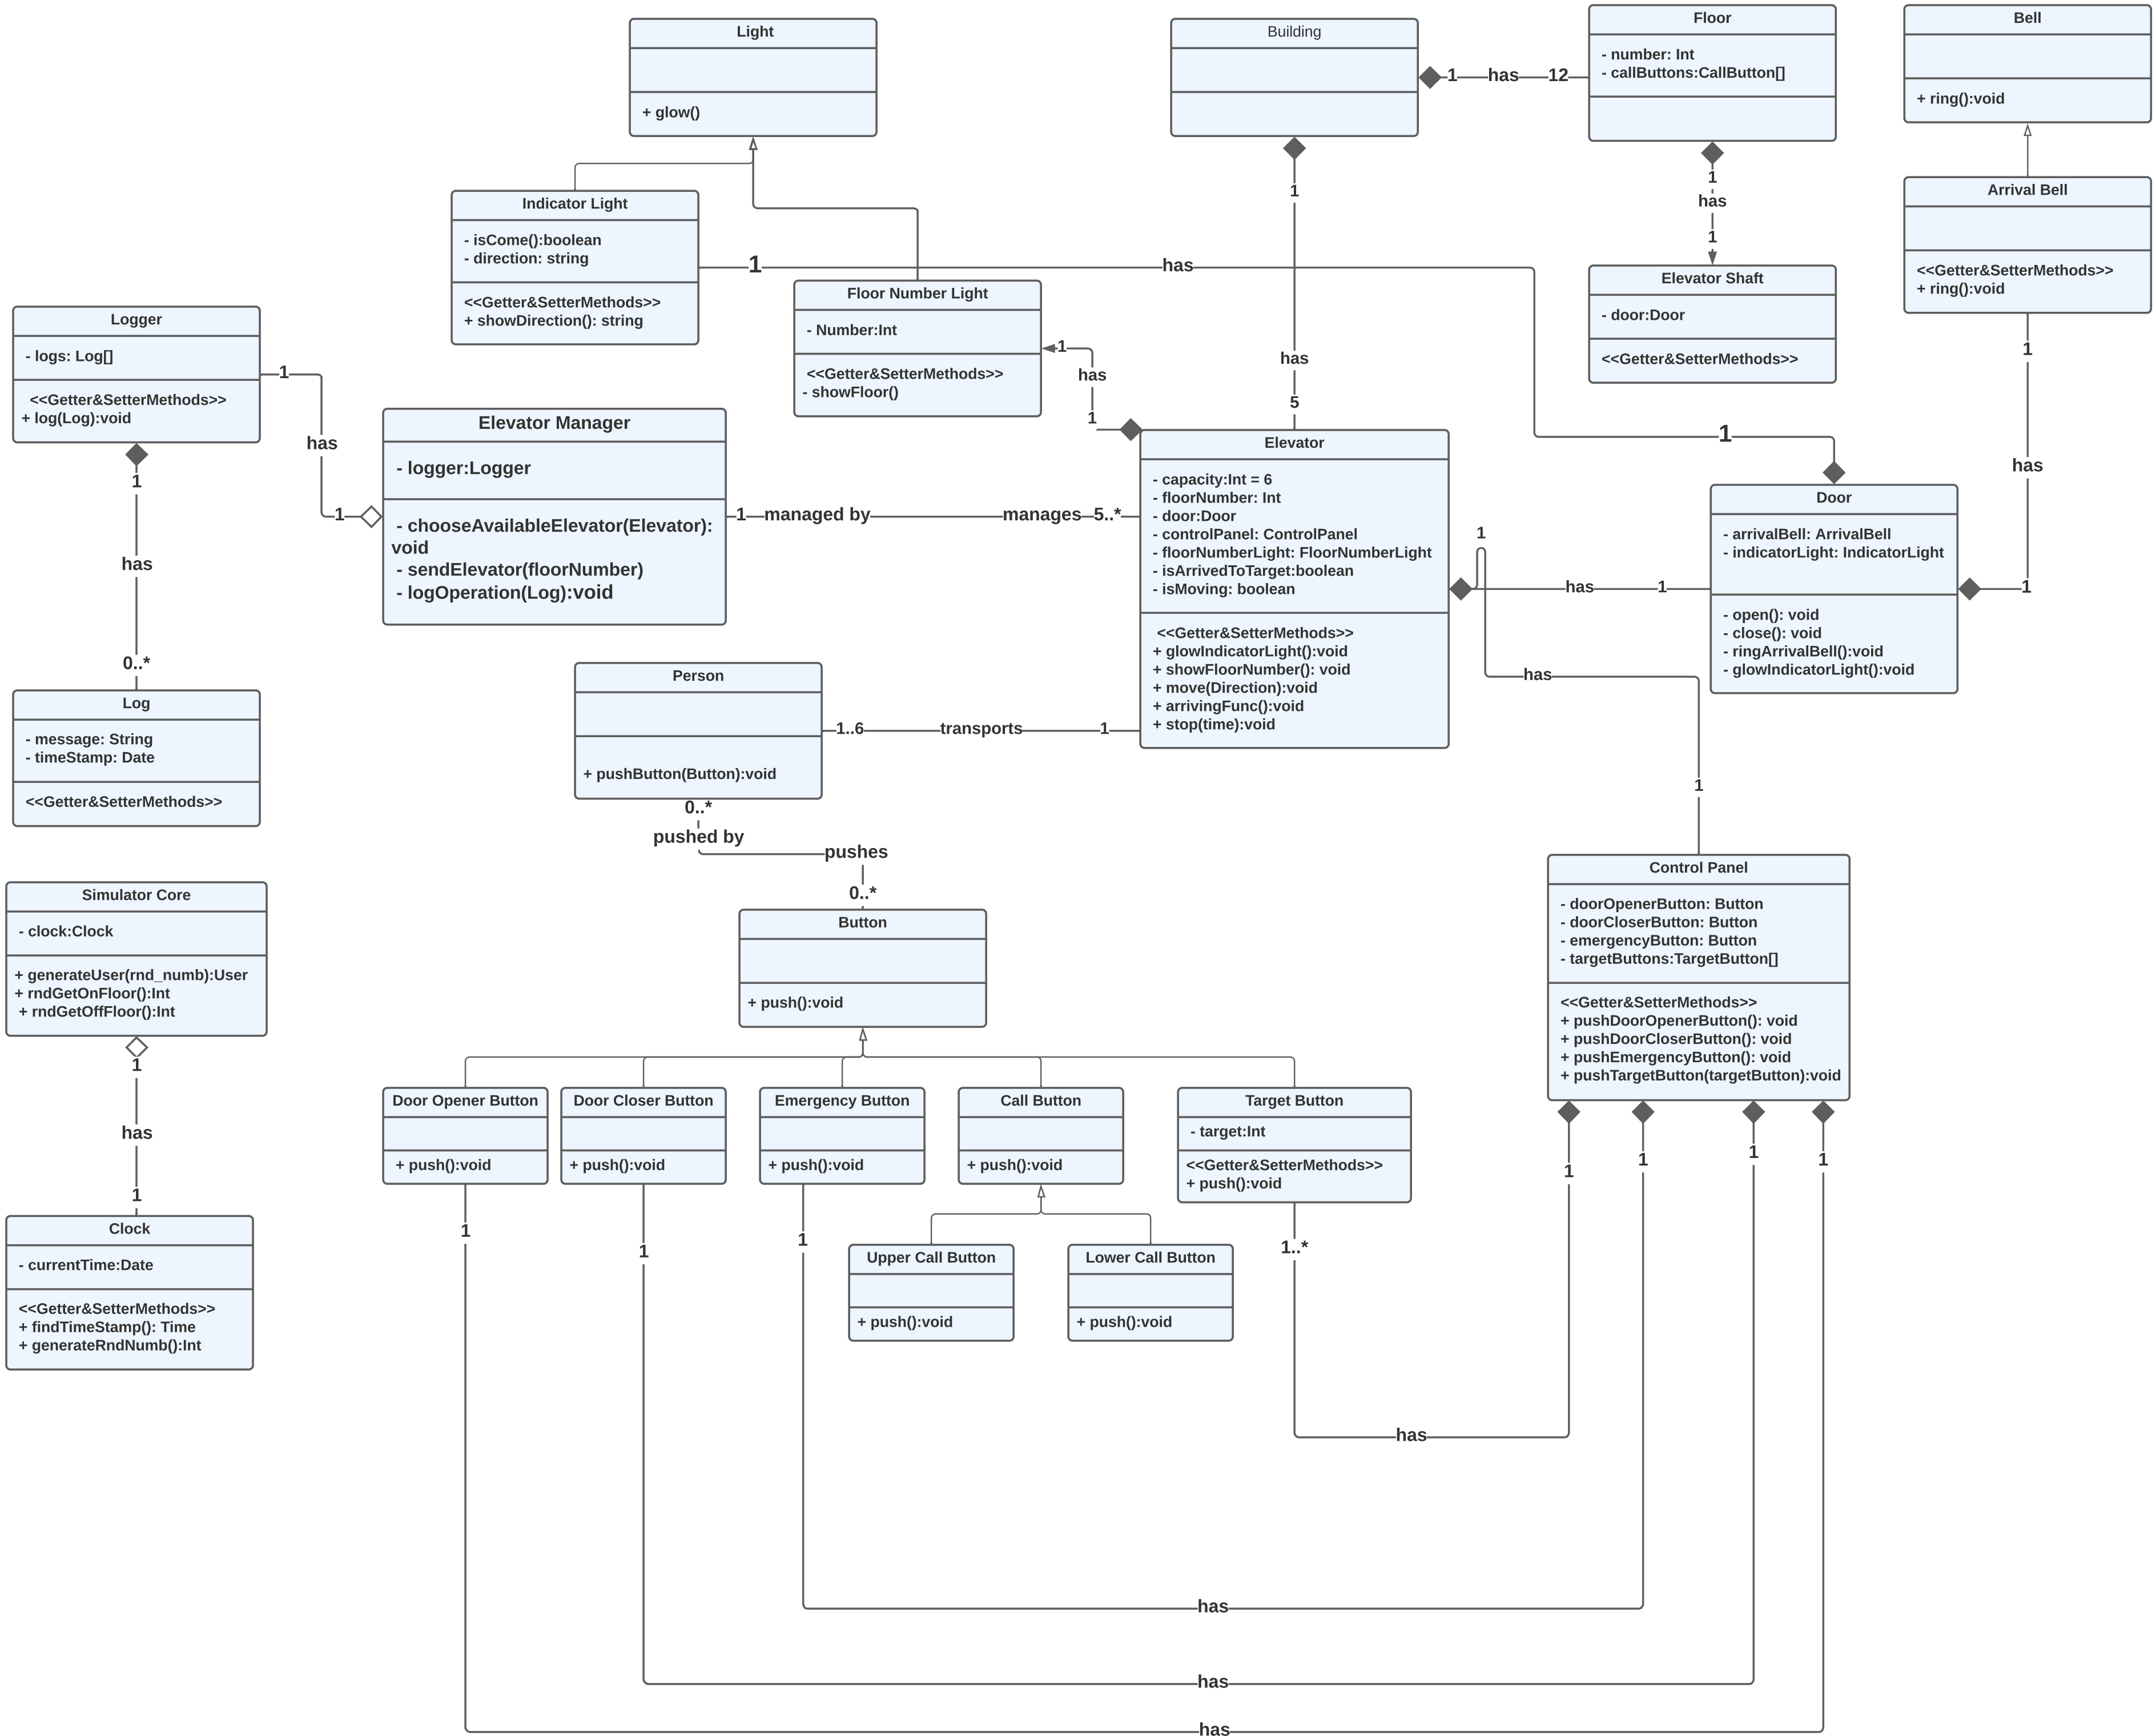 Light
+ glow()
Building
1
has
12
Floor
- number: Int
- callButtons:CallButton[]
Bell
+ ring():void
1
has
1
Arrival Bell
<<Getter&SetterMethods>>
+ ring():void
Indicator Light
- isCome():boolean
- direction: string
<<Getter&SetterMethods>>
+ showDirection(): string
1
has
1
1
has
5
Elevator Shaft
- door:Door
<<Getter&SetterMethods>>
Floor Number Light
- Number:Int
<<Getter&SetterMethods>>
- showFloor()
1
has
1
Logger
- logs: Log[]
<<Getter&SetterMethods>>
+ log(Log):void
1
has
1
Elevator Manager
- logger:Logger
- chooseAvailableElevator(Elevator):
void
- sendElevator(floorNumber)
- logOperation(Log):void
1
managed by
manages
5..*
Elevator
- capacity:Int = 6
- floorNumber: Int
- door:Door
- controlPanel: ControlPanel
- floorNumberLight: FloorNumberLight
- isArrivedToTarget:boolean
- isMoving: boolean
<<Getter&SetterMethods>>
+ glowIndicatorLight():void
+ showFloorNumber(): void
+ move(Direction):void
+ arrivingFunc():void
+ stop(time):void
1
has
1
Door
- arrivalBell: ArrivalBell
- indicatorLight: IndicatorLight
- open(): void
- close(): void
- ringArrivalBell():void
- glowIndicatorLight():void
1
has
1
1
has
0..*
Log
- message: String
- timeStamp: Date
<<Getter&SetterMethods>>
Person
+ pushButton(Button):void
1..6
transports
1
has
1
0..*
pushed by
pushes
0..*
Control Panel
- doorOpenerButton: Button
- doorCloserButton: Button
- emergencyButton: Button
- targetButtons:TargetButton[]
<<Getter&SetterMethods>>
+ pushDoorOpenerButton(): void
+ pushDoorCloserButton(): void
+ pushEmergencyButton(): void
+ pushTargetButton(targetButton):void
Simulator Core
- clock:Clock
+ generateUser(rnd_numb):User
+ rndGetOnFloor():Int
+ rndGetOffFloor():Int
1
has
1
Clock
- currentTime:Date
<<Getter&SetterMethods>>
+ findTimeStamp(): Time
+ generateRndNumb():Int
Button
+ push():void
Door Opener Button
+ push():void
Door Closer Button
+ push():void
Emergency Button
+ push():void
Call Button
+ push():void
Target Button
- target:Int
<<Getter&SetterMethods>>
+ push():void
1
1
1
1..*
1
1
1
1
Upper Call Button
+ push():void
Lower Call Button
+ push():void
has
has
has
has